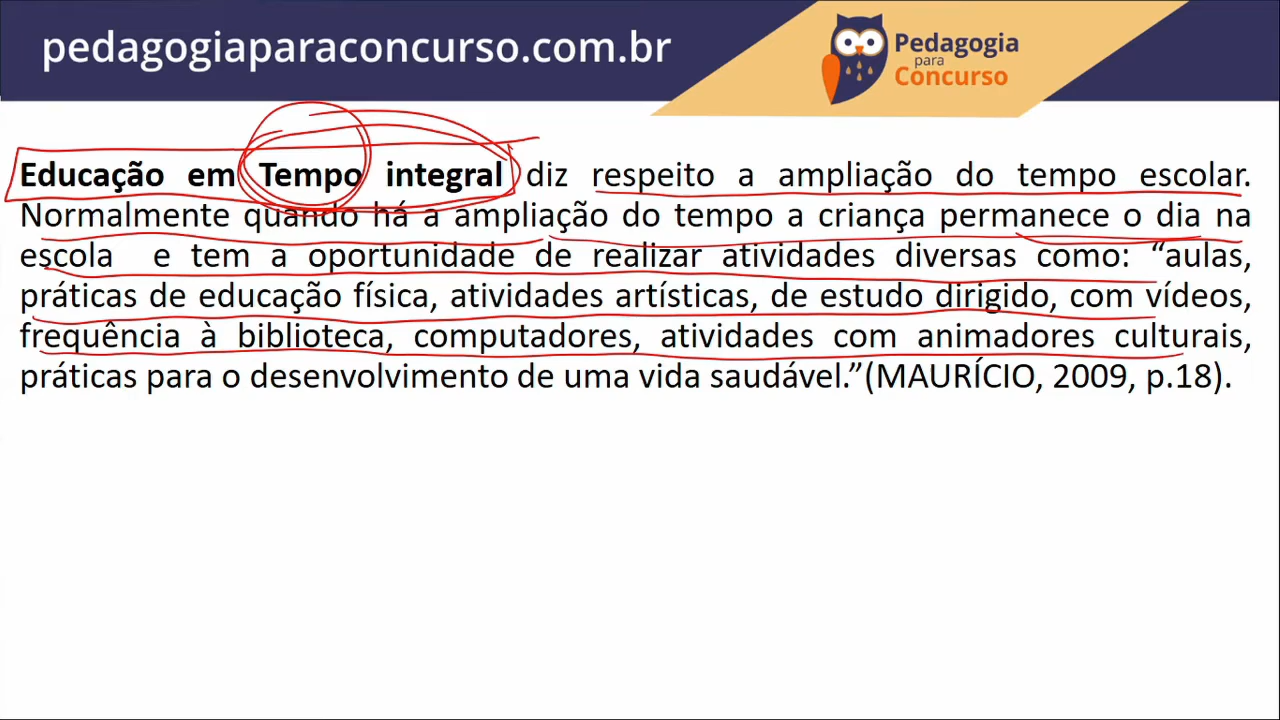 pedagogiaparaconcurso.com.br
Pedagogia
para
Concurso
Educação em Tempo integral diz respeito a ampliação do tempo escolar.
Normalmente quando há a ampliação do tempo a criança permanece o dia na
escola e tem a oportunidade de realizar atividades diversas como: “aulas,
práticas de educação física, atividades artísticas, de estudo dirigido, com vídeos,
frequência à biblioteca, computadores, atividades com animadores culturais,
práticas para o desenvolvimento de uma vida saudável.”(MAURÍCIO, 2009, p.18).